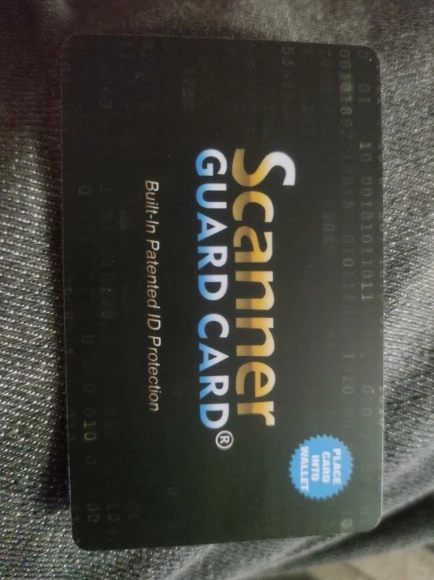 Scanner
GUARD CARD®
Built-In Patented ID Protection
PLACE
CARD
INTO
WALLET